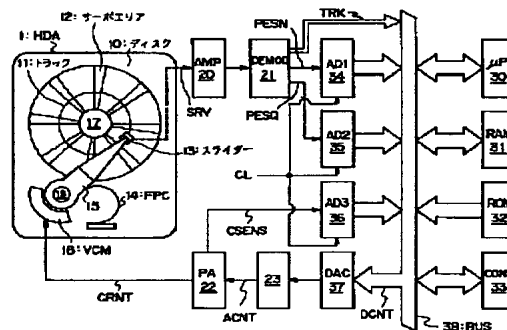 12:サーボエリア
1:HDA
10:ディスク
11:トラック
17
13:スライダー
18
15
14:FPC
16:VCM
SRV
AMP
20
DEMOD
21
PESN
PESQ
TRK
AD1
34
AD2
35
AD3
36
DAC
37
CL
CSENS
PA
22
23
ACNT
CRNT
DCNT
μP
30
RAM
31
ROM
32
33
38:BUS